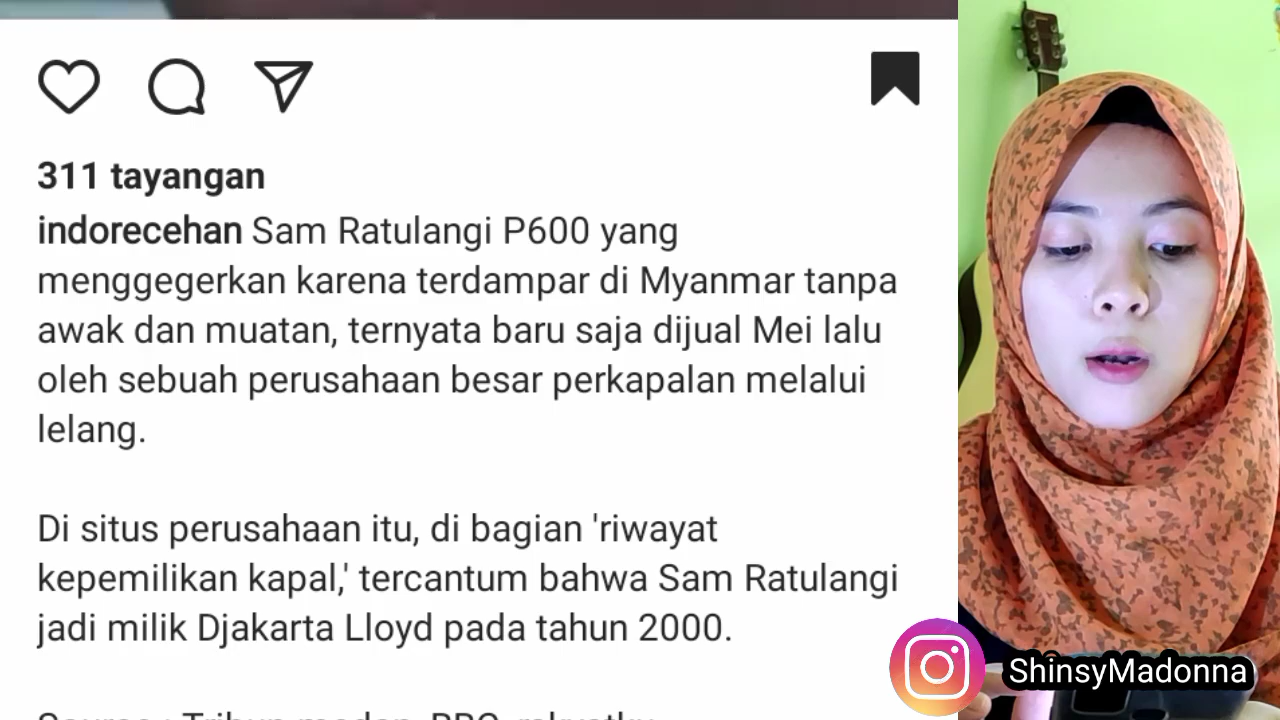 311 tayangan
indorecehan Sam Ratulangi P600 yang
menggegerkan karena terdampar di Myanmar tanpa
awak dan muatan, ternyata baru saja dijual Mei lalu
oleh sebuah perusahaan besar perkapalan melalui
lelang.
Di situs perusahaan itu, di bagian 'riwayat
kepemilikan kapal,' tercantum bahwa Sam Ratulangi
jadi milik Djakarta Lloyd pada tahun 2000.
ShinsyMadonna